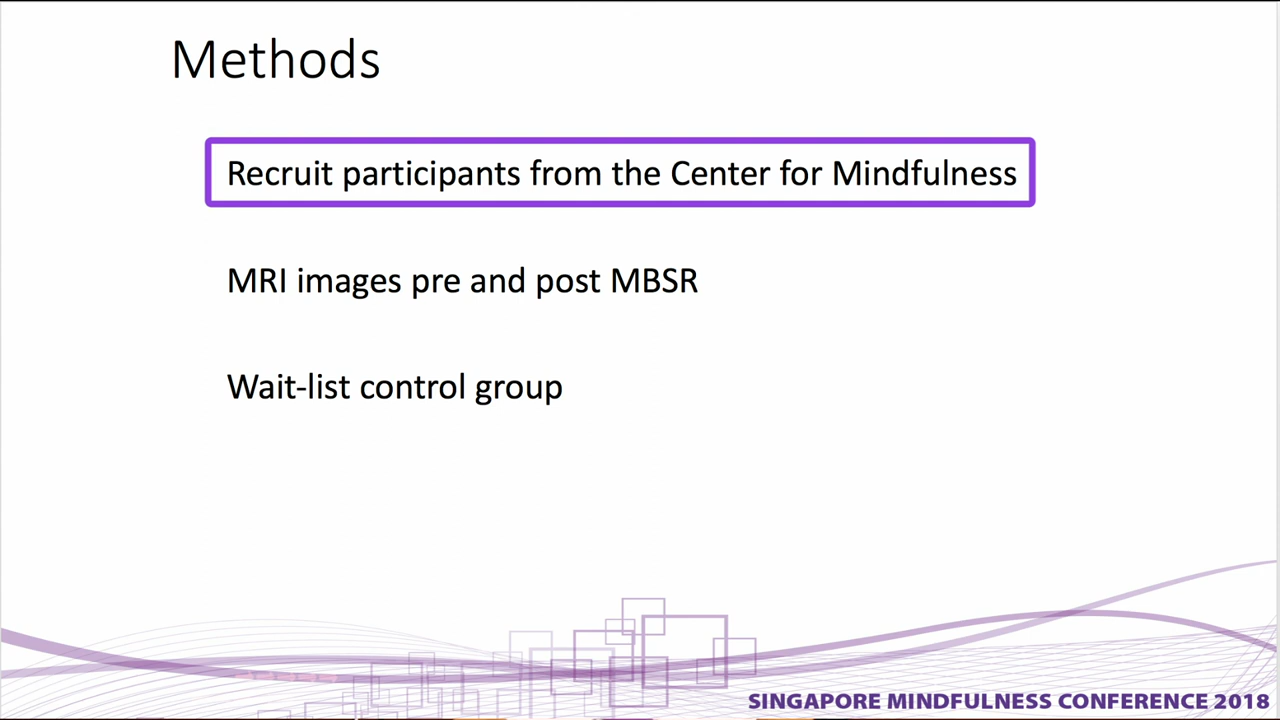 Methods
Recruit participants from the Center for Mindfulness
MRI images pre and post MBSR
Wait-list control group
SINGAPORE MINDFULNESS CONFERENCE 2018